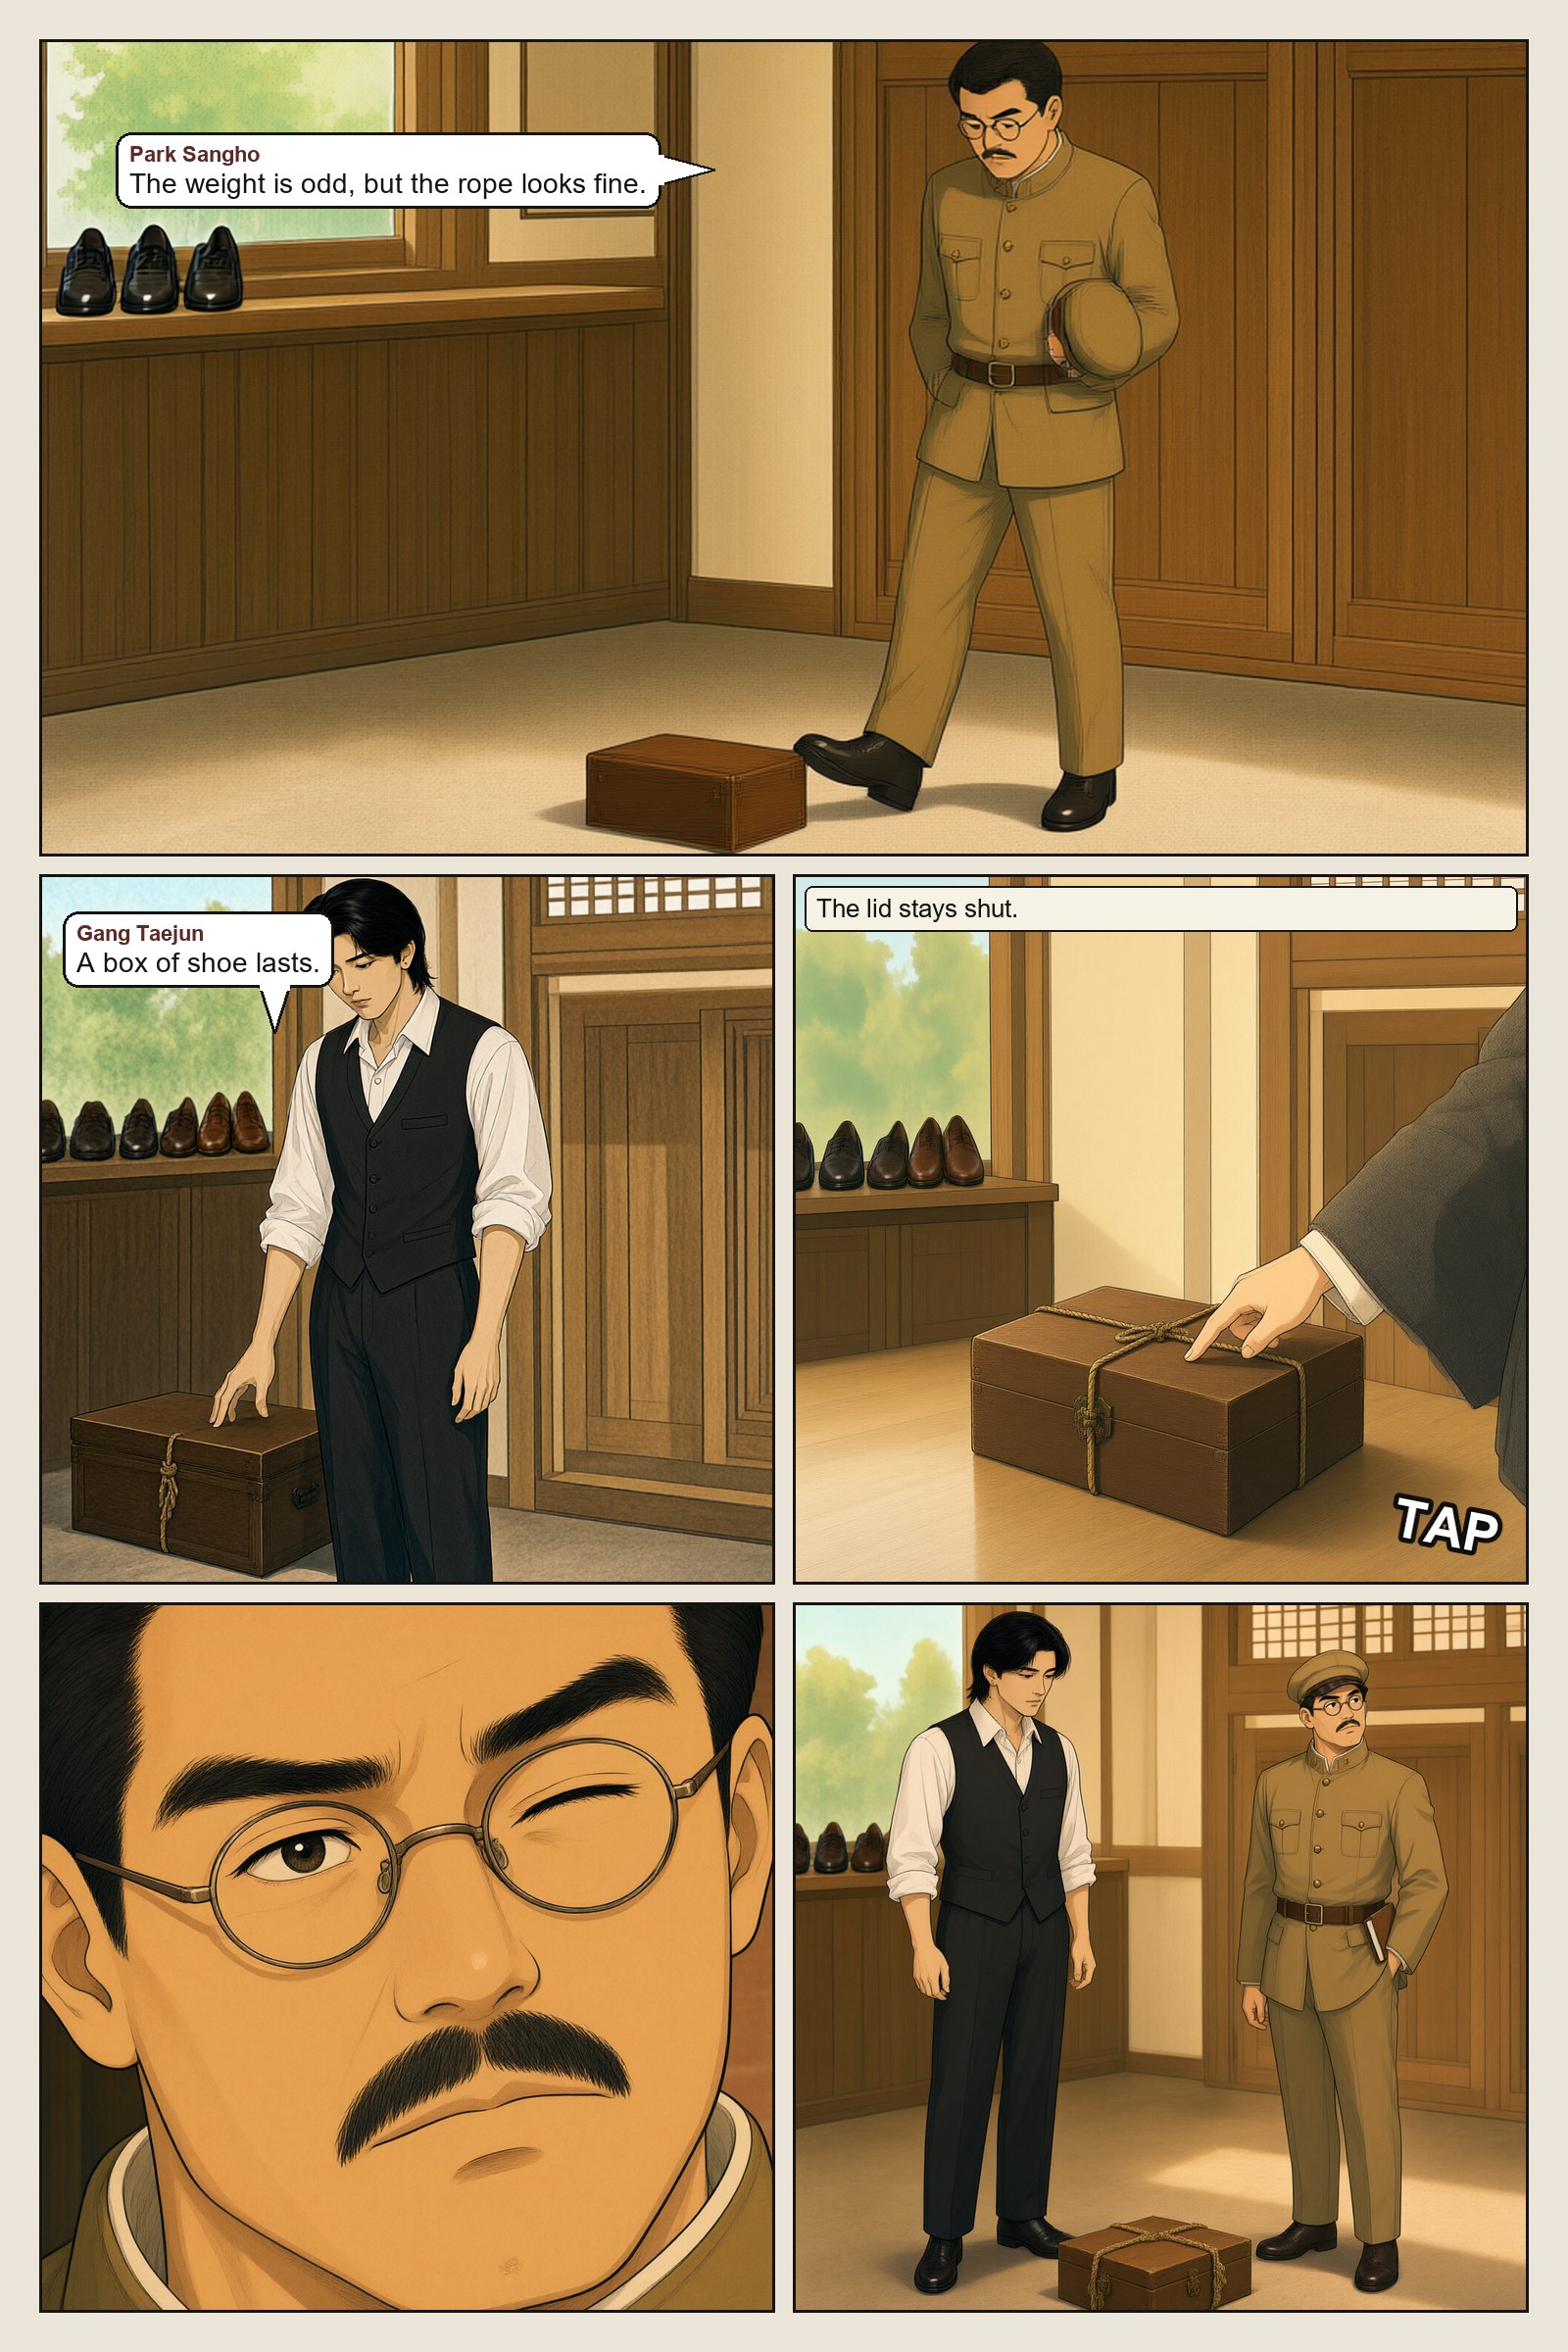 Park Sangho
The weight is odd, but the rope looks fine.
Gang Taejun
A box of shoe lasts.
The lid stays shut.
TAP